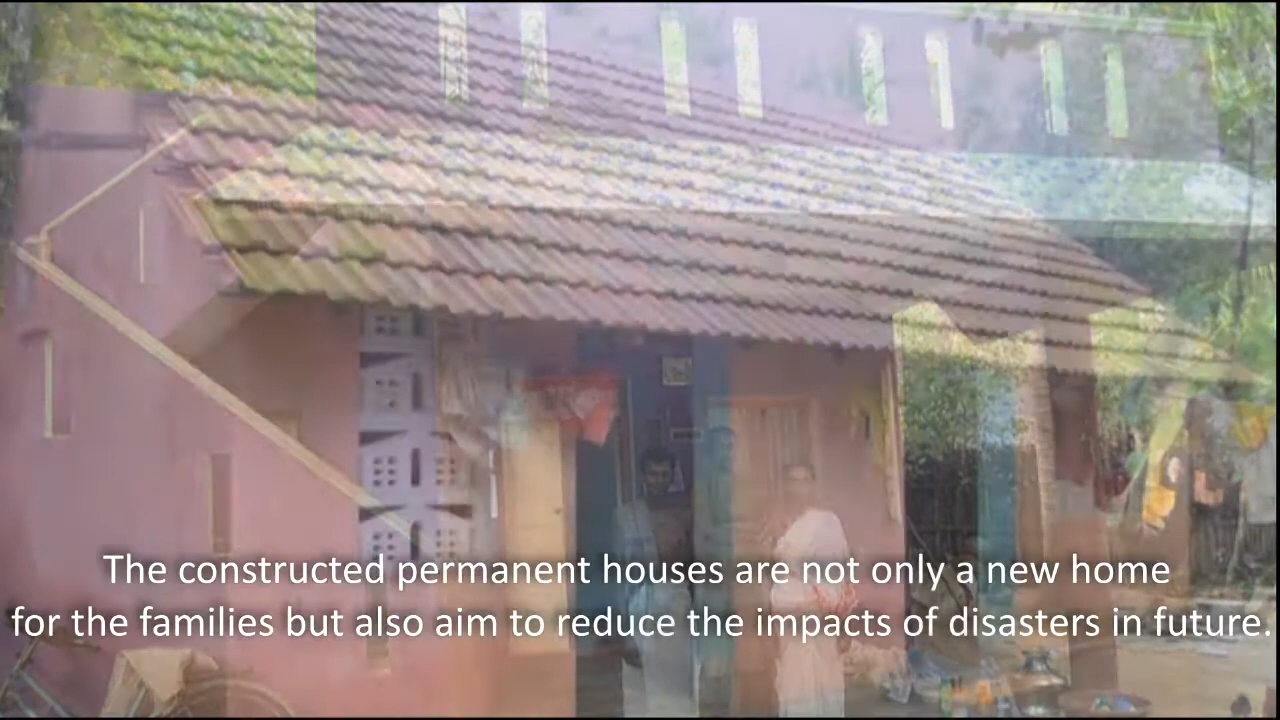 The constructed permanent houses are not only a new home
for the families but also aim to reduce the impacts of disasters in future.